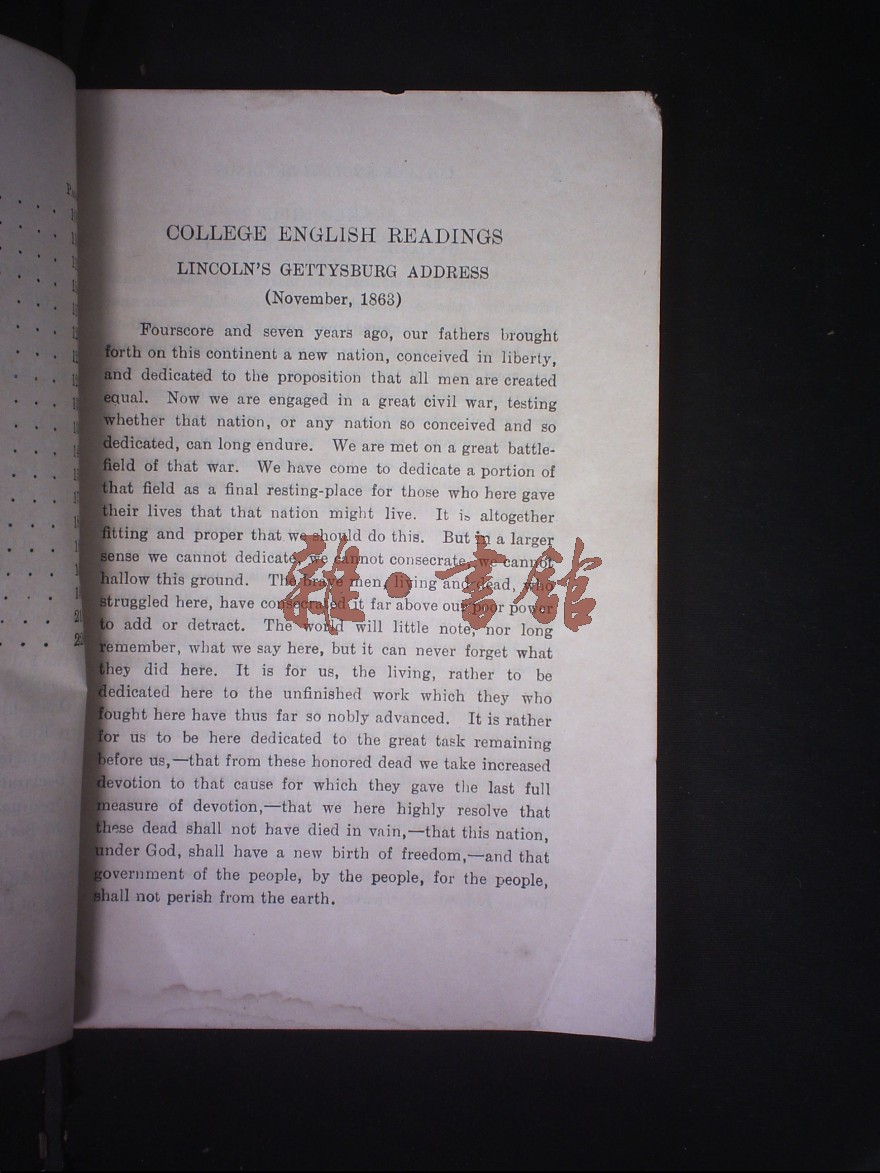 COLLEGE ENGLISH READINGS
LINCOLN'S GETTYSBURG ADDRESS
(November, 1863)
Fourscore and seven years ago, our fathers brought
forth on this continent a new nation, conceived in liberty,
and dedicated to the proposition that all men are created
equal. Now we are engaged in a great civil war, testing
whether that nation, or any nation so conceived and so
dedicated, can long endure. We are met on a great battle-
field of that war. We have come to dedicate a portion of
that field as a final resting-place for those who here gave
their lives that that nation might live. It is altogether
fitting and proper that we should do this. But in a larger
sense we cannot dedicate, we cannot consecrate, we cannot
hallow this ground. The brave men, living and dead, who
struggled here, have consecrated it far above our poor power
to add or detract. The world will little note, nor long
remember, what we say here, but it can never forget what
they did here. It is for us, the living, rather to be
dedicated here to the unfinished work which they who
fought here have thus far so nobly advanced. It is rather
for us to be here dedicated to the great task remaining
before us,—that from these honored dead we take increased
devotion to that cause for which they gave the last full
measure of devotion,—that we here highly resolve that
these dead shall not have died in vain,—that this nation,
under God, shall have a new birth of freedom,—and that
government of the people, by the people, for the people,
shall not perish from the earth.
雅·书馆